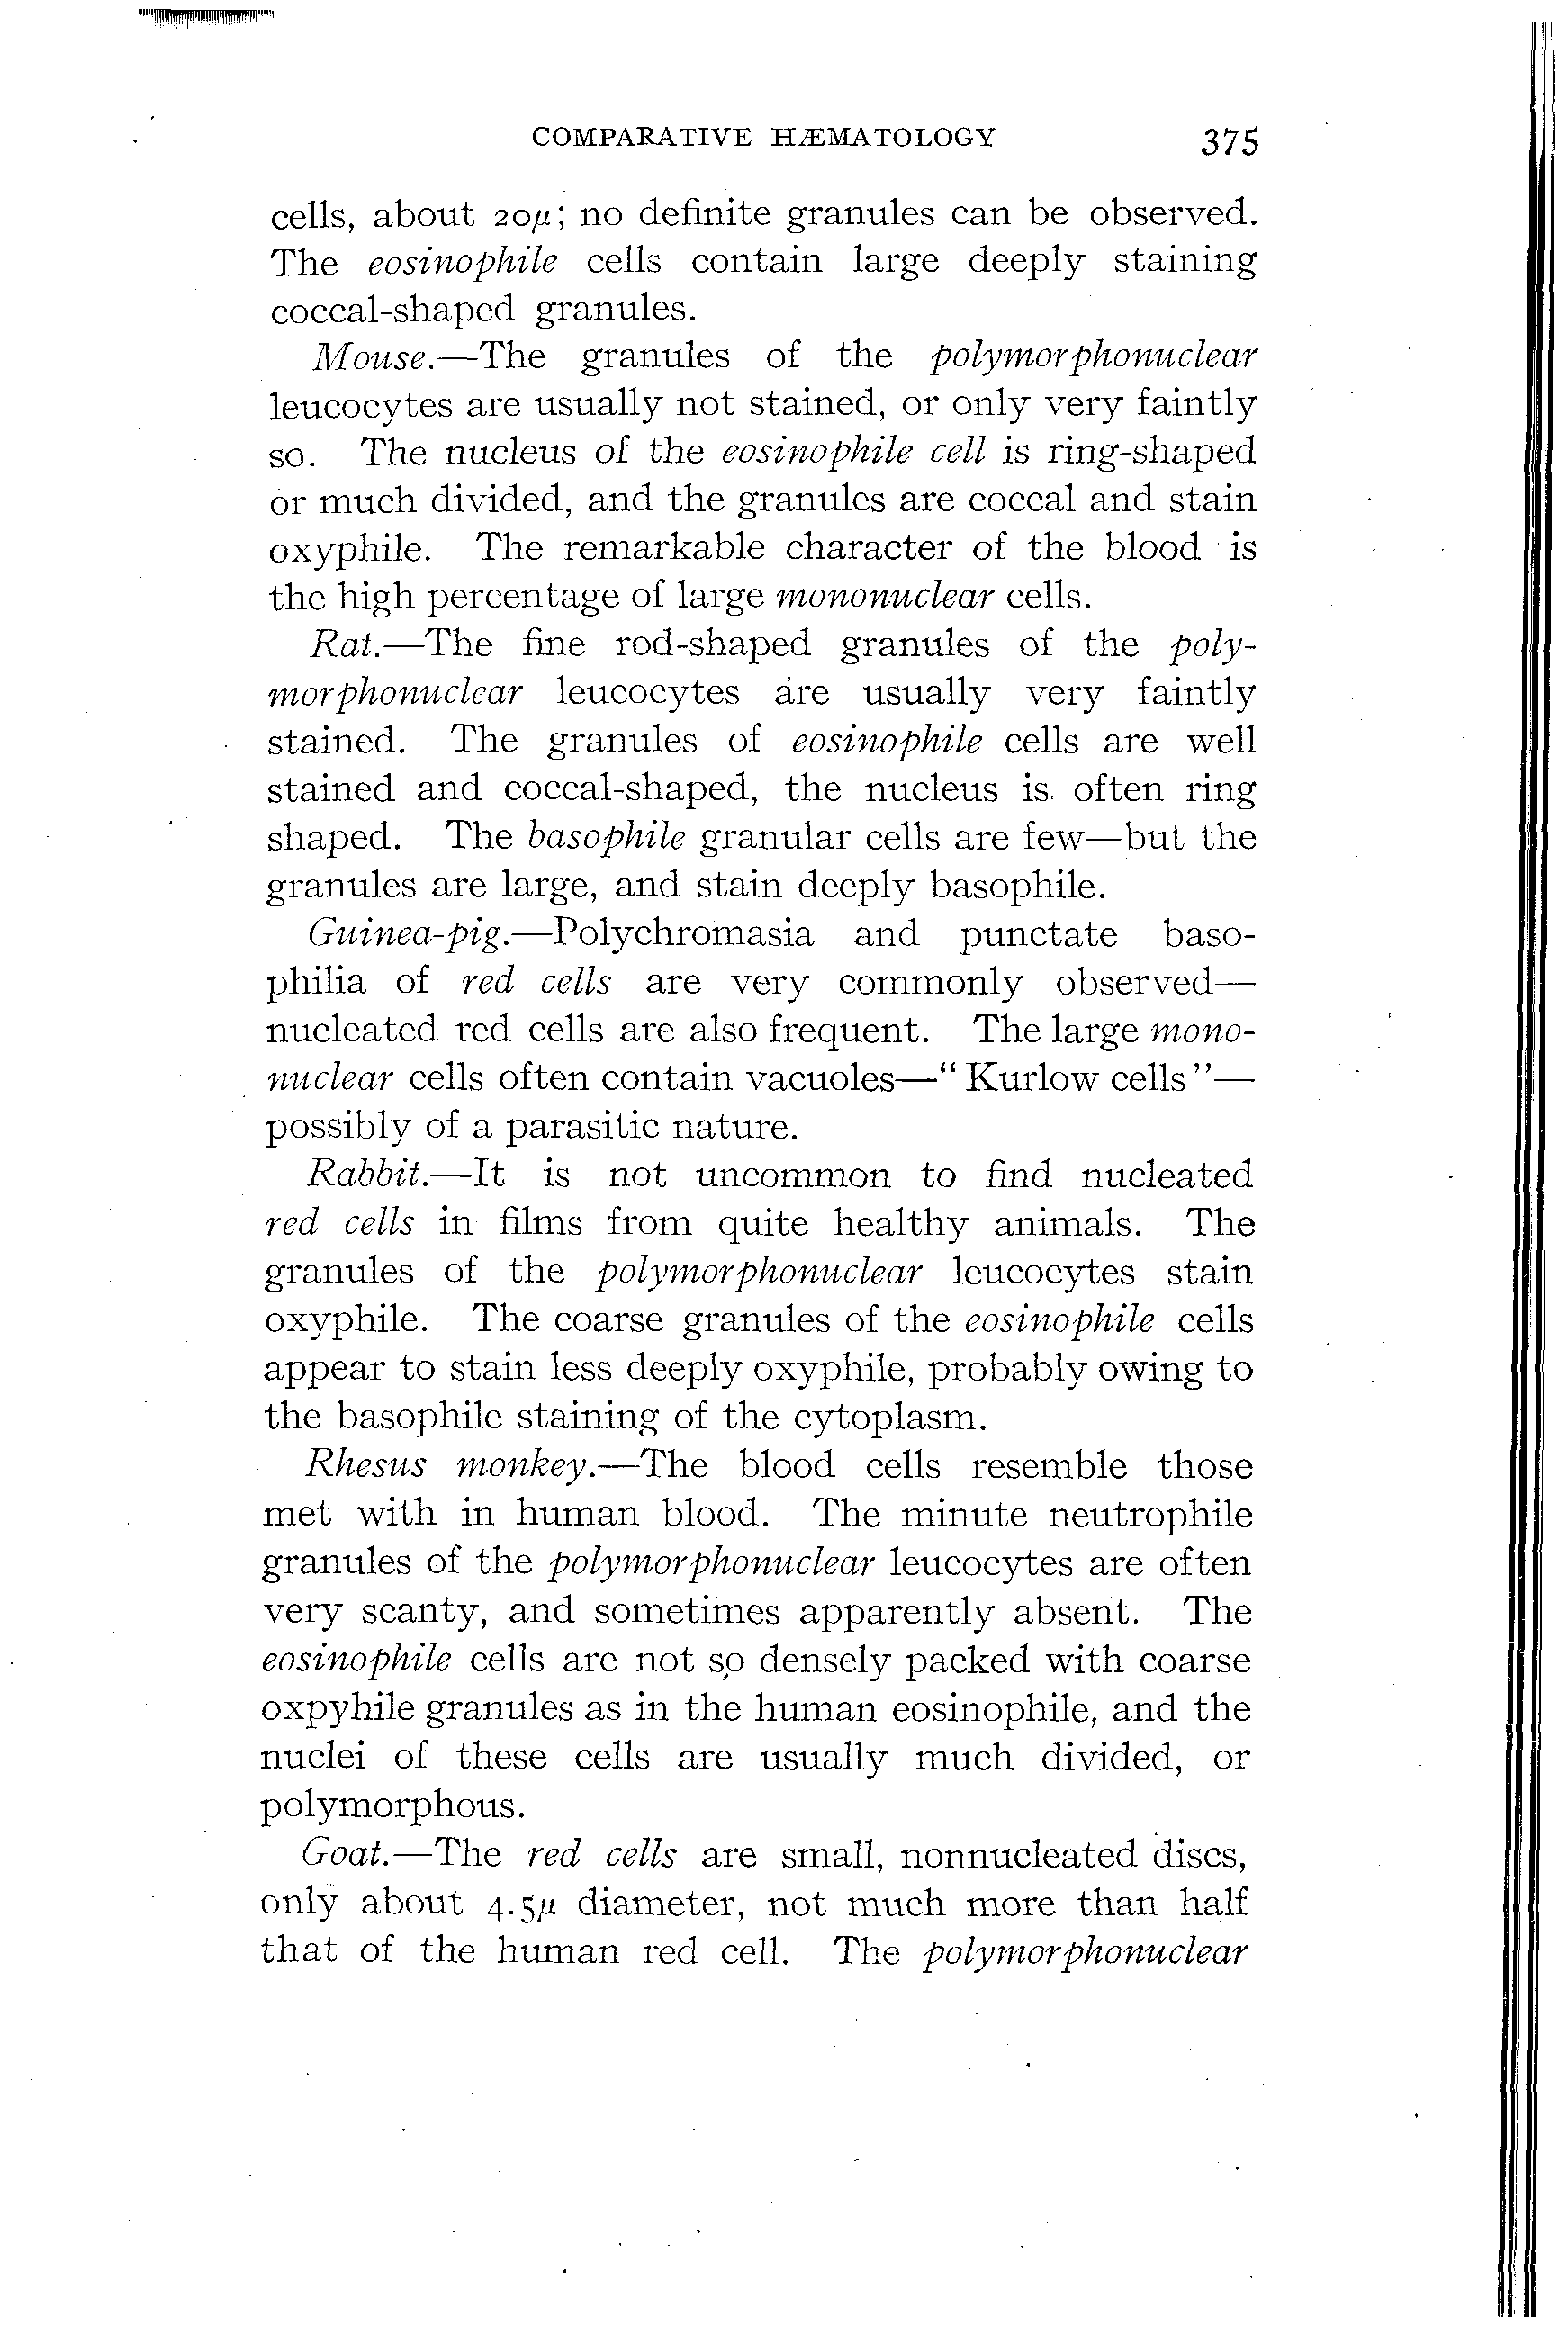 COMPARATIVE HÆMATOLOGY 375
cells, about 20µ; no definite granules can be observed.
The eosinophile cells contain large deeply staining
coccal-shaped granules.
Mouse.—The granules of the polymorphonuclear
leucocytes are usually not stained, or only very faintly
so. The nucleus of the eosinophile cell is ring-shaped
or much divided, and the granules are coccal and stain
oxyphile. The remarkable character of the blood is
the high percentage of large mononuclear cells.
Rat.—The fine rod-shaped granules of the poly-
morphonuclear leucocytes are usually very faintly
stained. The granules of eosinophile cells are well
stained and coccal-shaped, the nucleus is often ring
shaped. The basophile granular cells are few—but the
granules are large, and stain deeply basophile.
Guinea-pig.—Polychromasia and punctate baso-
philia of red cells are very commonly observed—
nucleated red cells are also frequent. The large mono-
nuclear cells often contain vacuoles—“Kurlow cells”—
possibly of a parasitic nature.
Rabbit.—It is not uncommon to find nucleated
red cells in films from quite healthy animals. The
granules of the polymorphonuclear leucocytes stain
oxyphile. The coarse granules of the eosinophile cells
appear to stain less deeply oxyphile, probably owing to
the basophile staining of the cytoplasm.
Rhesus monkey.—The blood cells resemble those
met with in human blood. The minute neutrophile
granules of the polymorphonuclear leucocytes are often
very scanty, and sometimes apparently absent. The
eosinophile cells are not so densely packed with coarse
oxpyhile granules as in the human eosinophile, and the
nuclei of these cells are usually much divided, or
polymorphous.
Goat.—The red cells are small, nonnucleated discs,
only about 4.5µ diameter, not much more than half
that of the human red cell. The polymorphonuclear